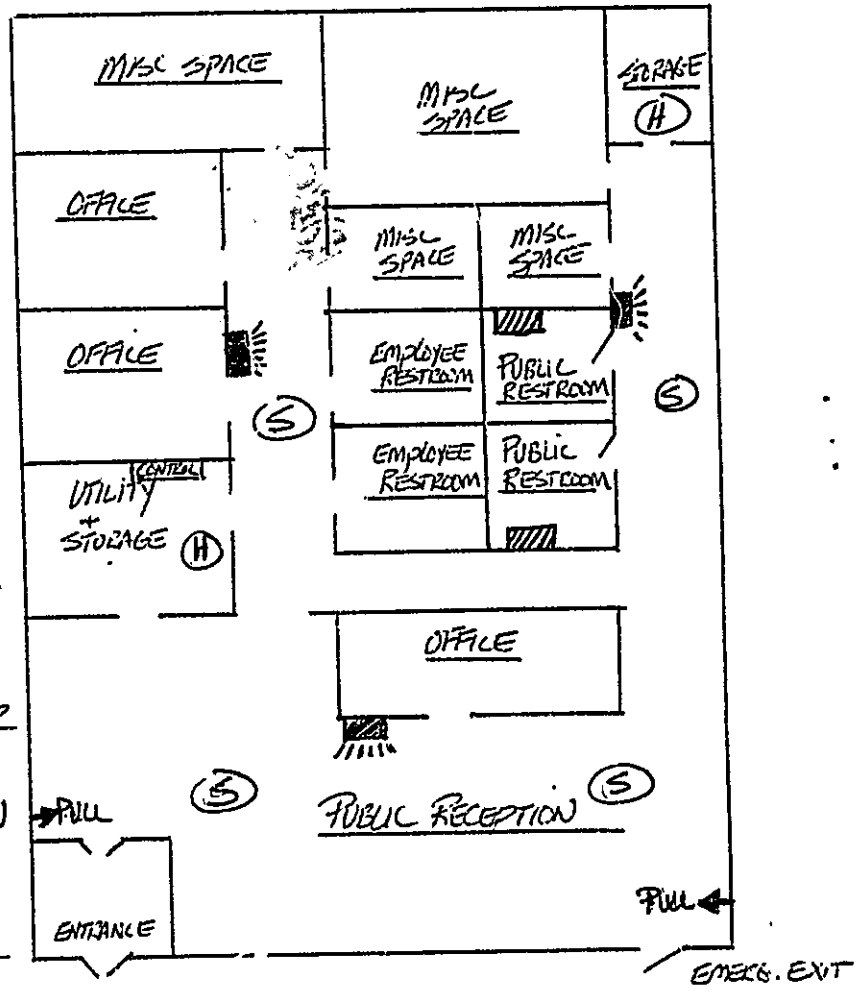 MISC SPACE
MISC
SPACE
STORAGE
H
OFFICE
MISC
SPACE
MISC
SPACE
OFFICE
EMPLOYEE
RESTROOM
PUBLIC
RESTROOM
S
S
CONTROL
UTILITY
+
STORAGE
H
EMPLOYEE
RESTROOM
PUBLIC
RESTROOM
OFFICE
S
S
PULL
PUBLIC RECEPTION
PULL
ENTRANCE
EMERG. EXIT